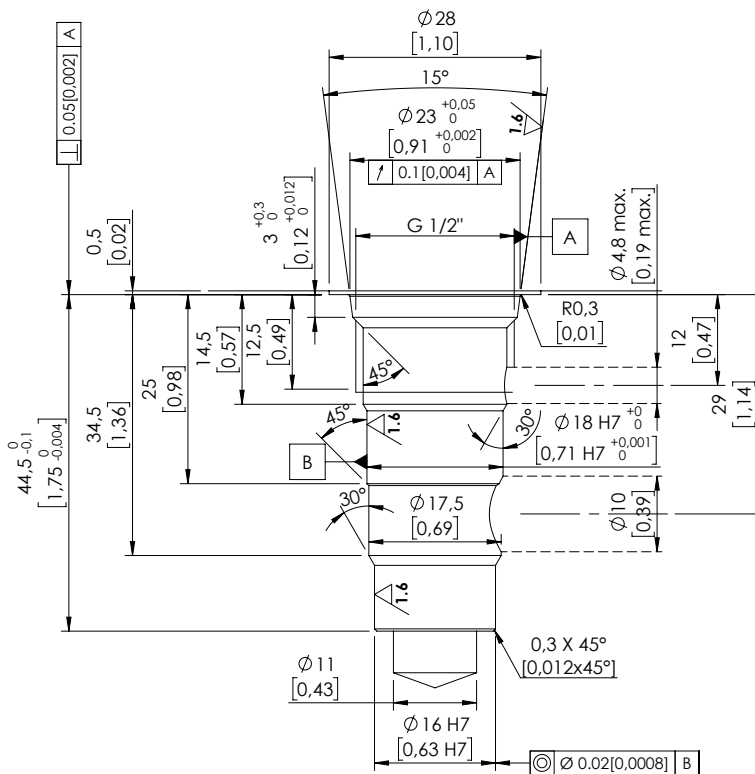 Ø28
[1,10]
15°
Ø23 +0,05 0
[0,91 +0,002 0]
↗ 0.1[0,004] A
G 1/2"
A
1.6
⊥ 0.05[0,002] A
0,5
[0,02]
3 +0,3 0
[0,12 +0,012 0]
Ø4,8 max.
[0,19 max.]
R0,3
[0,01]
12
[0,47]
29
[1,14]
12,5
[0,49]
14,5
[0,57]
25
[0,98]
34,5
[1,36]
44,5 0 -0,1
[1,75 0 -0,004]
45°
45°
1.6
30°
Ø18 H7 +0 0
[0,71 H7 +0,001 0]
B
30°
Ø17,5
[0,69]
Ø10
[0,39]
1.6
0,3 X 45°
[0,012x45°]
Ø11
[0,43]
Ø16 H7
[0,63 H7]
◎ Ø 0.02[0,0008] B